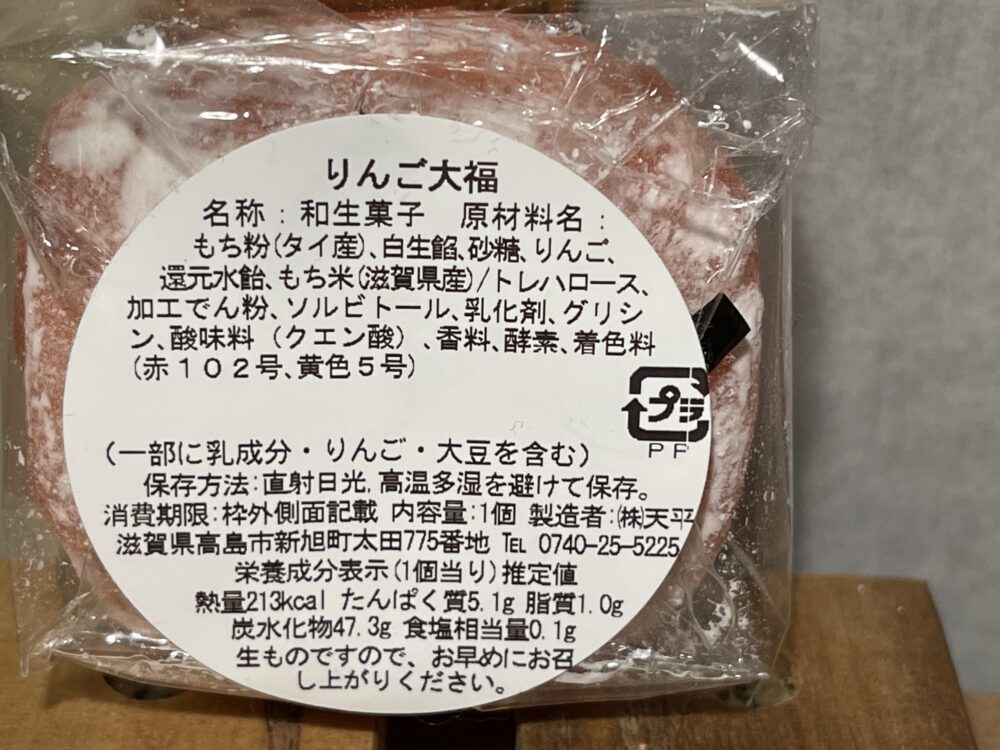 りんご大福
名称：和生菓子　原材料名：
もち粉(タイ産)､白生餡､砂糖､りんご､
還元水飴､もち米(滋賀県産)/トレハロース､
加工でん粉､ソルビトール､乳化剤､グリシ
ン､酸味料（クエン酸）､香料､酵素､着色料
(赤１０２号､黄色５号)
プラ
PP
(一部に乳成分・りんご・大豆を含む)
保存方法:直射日光,高温多湿を避けて保存。
消費期限:枠外側面記載 内容量:1個 製造者:㈱天平
滋賀県高島市新旭町太田775番地 ℡ 0740-25-5225
栄養成分表示(1個当り)推定値
熱量213kcal たんぱく質5.1g 脂質1.0g
炭水化物47.3g 食塩相当量0.1g
生ものですので、お早めにお召
し上がりください。